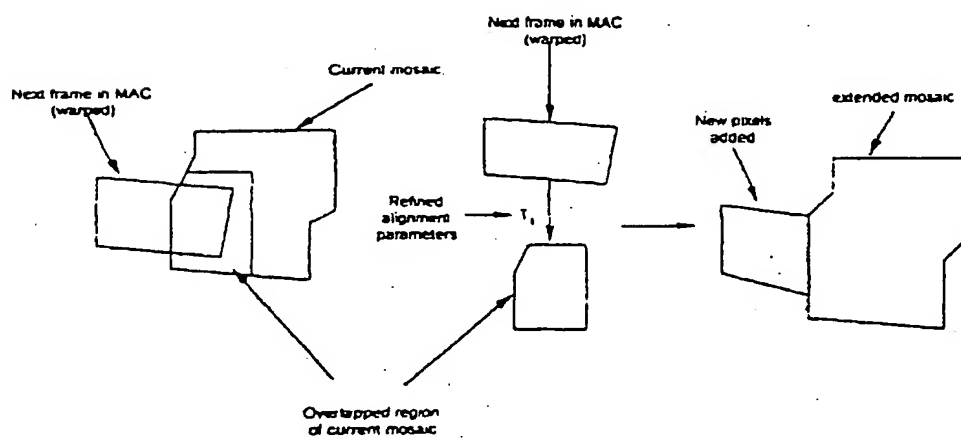 Next frame in MAC
(warped)
Current mosaic
Next frame in MAC
(warped)
extended mosaic
New pixels
added
Refined
alignment
parameters
T₁
Overlapped region
of current mosaic